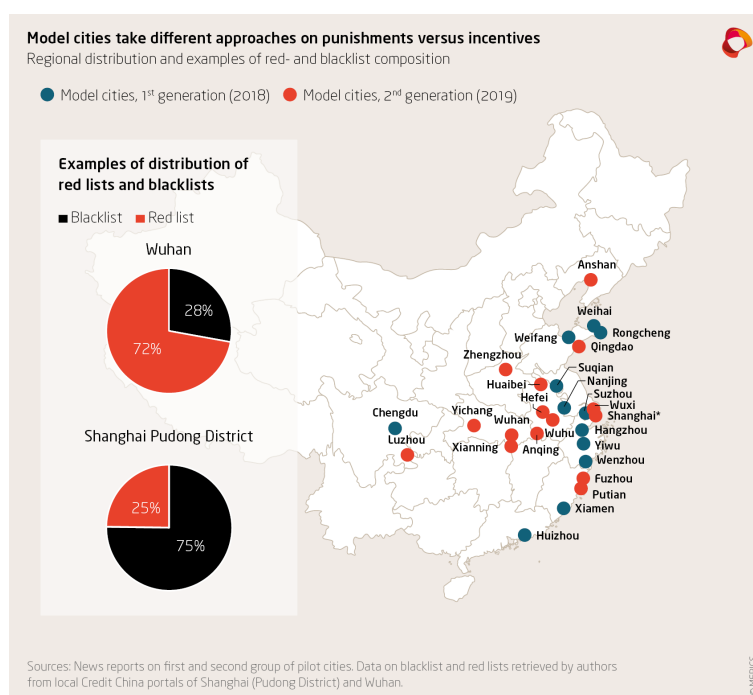 Model cities take different approaches on punishments versus incentives
Regional distribution and examples of red- and blacklist composition
Model cities, 1st generation (2018) Model cities, 2nd generation (2019)
Examples of distribution of
red lists and blacklists
Blacklist Red list
Wuhan
28%
72%
Shanghai Pudong District
25%
75%
Anshan
Weihai
Rongcheng
Weifang
Qingdao
Zhengzhou
Suqian
Huaibei
Nanjing
Hefei
Suzhou
Wuxi
Chengdu
Yichang
Shanghai*
Wuhan
Hangzhou
Wuhu
Luzhou
Xianning
Anqing
Yiwu
Wenzhou
Fuzhou
Putian
Xiamen
Huizhou
Sources: News reports on first and second group of pilot cities. Data on blacklist and red lists retrieved by authors
from local Credit China portals of Shanghai (Pudong District) and Wuhan.